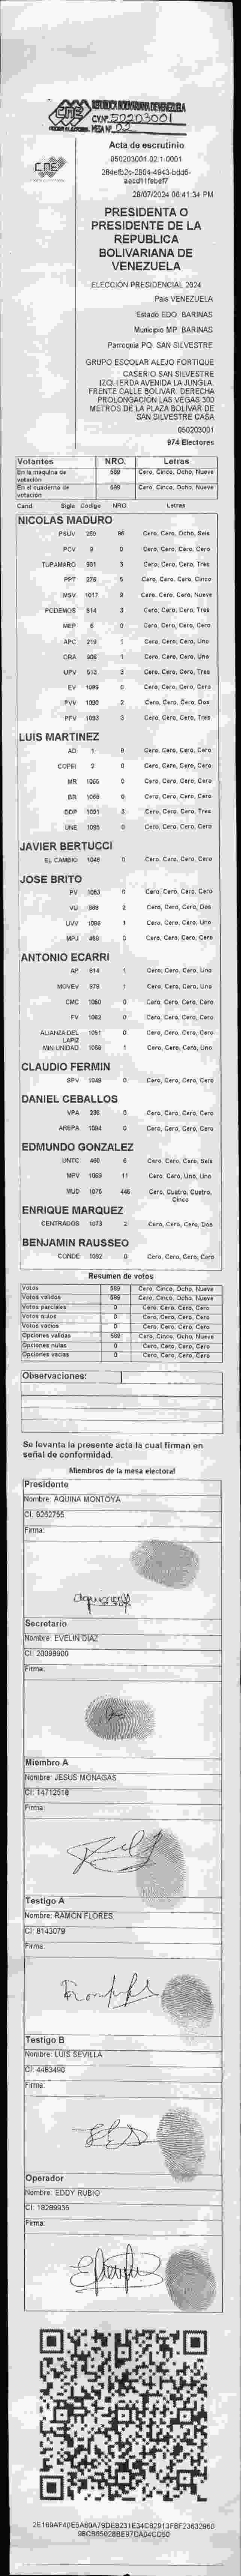 REPUBLICA BOLIVARIANA DE VENEZUELA
CNE
CV Nº 50203001
PODER ELECTORAL MESA Nº 02
CNE
Acta de escrutinio
050203001.02.1.0001
28/07/2024 06:41:34 PM
PRESIDENTA O
PRESIDENTE DE LA
REPUBLICA
BOLIVARIANA DE
VENEZUELA
ELECCIÓN PRESIDENCIAL 2024
País VENEZUELA
Estado EDO. BARINAS
Municipio MP. BARINAS
Parroquia PQ. SAN SILVESTRE
GRUPO ESCOLAR ALEJO FORTIQUE
CASERIO SAN SILVESTRE
IZQUIERDA AVENIDA LA JUNGLA.
FRENTE CALLE BOLIVAR. DERECHA
PROLONGACIÓN LAS VEGAS 300
METROS DE LA PLAZA BOLIVAR DE
SAN SILVESTRE CASA
050203001
974 Electores
Votantes NRO. Letras
En la máquina de votación 589 Cero, Cinco, Ocho, Nueve
En el cuaderno de votación 589 Cero, Cinco, Ocho, Nueve
Cand. Sigla Codigo NRO. Letras
NICOLAS MADURO
PSUV 269 86 Cero, Cero, Ocho, Seis
PCV 9 0 Cero, Cero, Cero, Cero
TUPAMARO 931 3 Cero, Cero, Cero, Tres
PPT 276 5 Cero, Cero, Cero, Cinco
MSV 1017 9 Cero, Cero, Cero, Nueve
PODEMOS 614 3 Cero, Cero, Cero, Tres
MEP 6 0 Cero, Cero, Cero, Cero
APC 219 1 Cero, Cero, Cero, Uno
ORA 906 1 Cero, Cero, Cero, Uno
UPV 513 3 Cero, Cero, Cero, Tres
EV 1089 0 Cero, Cero, Cero, Cero
PVV 1090 2 Cero, Cero, Cero, Dos
PFV 1093 3 Cero, Cero, Cero, Tres
LUIS MARTINEZ
AD 1 0 Cero, Cero, Cero, Cero
COPEI 2 0 Cero, Cero, Cero, Cero
MR 1065 0 Cero, Cero, Cero, Cero
BR 1068 0 Cero, Cero, Cero, Cero
DDP 1091 3 Cero, Cero, Cero, Tres
UNE 1095 0 Cero, Cero, Cero, Cero
JAVIER BERTUCCI
EL CAMBIO 1046 0 Cero, Cero, Cero, Cero
JOSE BRITO
PV 1053 0 Cero, Cero, Cero, Cero
VU 868 2 Cero, Cero, Cero, Dos
UVV 1096 1 Cero, Cero, Cero, Uno
MPJ 468 0 Cero, Cero, Cero, Cero
ANTONIO ECARRI
AP 814 1 Cero, Cero, Cero, Uno
MOVEV 876 1 Cero, Cero, Cero, Uno
CMC 1060 0 Cero, Cero, Cero, Cero
FV 1062 0 Cero, Cero, Cero, Cero
ALIANZA DEL LAPIZ 1051 0 Cero, Cero, Cero, Cero
MIN UNIDAD 1069 1 Cero, Cero, Cero, Uno
CLAUDIO FERMIN
SPV 1049 0 Cero, Cero, Cero, Cero
DANIEL CEBALLOS
VPA 236 0 Cero, Cero, Cero, Cero
AREPA 1094 0 Cero, Cero, Cero, Cero
EDMUNDO GONZALEZ
UNTC 460 6 Cero, Cero, Cero, Seis
MPV 1069 11 Cero, Cero, Uno, Uno
MUD 1075 445 Cero, Cuatro, Cuatro, Cinco
ENRIQUE MARQUEZ
CENTRADOS 1073 2 Cero, Cero, Cero, Dos
BENJAMIN RAUSSEO
CONDE 1092 0 Cero, Cero, Cero, Cero
Resumen de votos
Votos 589 Cero, Cinco, Ocho, Nueve
Votos validos 589 Cero, Cinco, Ocho, Nueve
Votos parciales 0 Cero, Cero, Cero, Cero
Votos nulos 0 Cero, Cero, Cero, Cero
Votos vacios 0 Cero, Cero, Cero, Cero
Opciones validas 589 Cero, Cinco, Ocho, Nueve
Opciones nulas 0 Cero, Cero, Cero, Cero
Opciones vacias 0 Cero, Cero, Cero, Cero
Observaciones:
Se levanta la presente acta la cual firman en
señal de conformidad.
Miembros de la mesa electoral
Presidente
Nombre: AQUINA MONTOYA
CI: 9262755
Firma:
Secretario
Nombre: EVELIN DIAZ
CI: 20099900
Firma:
Miembro A
Nombre: JESUS MONAGAS
CI: 14712518
Firma:
Testigo A
Nombre: RAMON FLORES
CI: 8143079
Firma:
Testigo B
Nombre: LUIS SEVILLA
CI: 4483490
Firma:
Operador
Nombre: EDDY RUBIO
CI: 18289935
Firma: